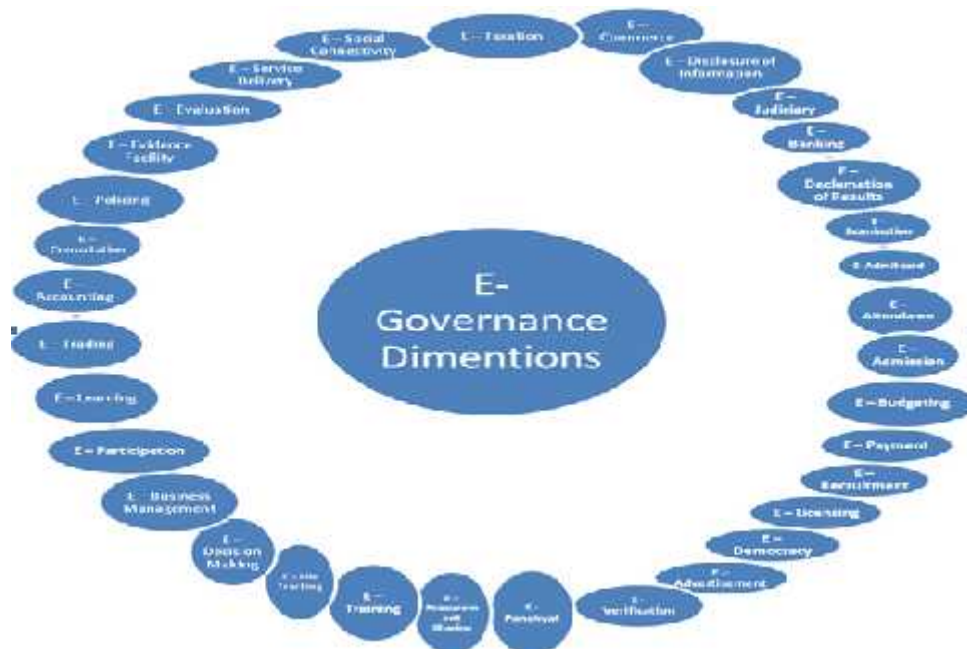 E-
Governance
Dimentions
E – Taxation
E –
Commerce
E – Disclosure of
Information
E –
Judiciary
E –
Banking
E –
Declaration
of Results
E –
E-Admitcard
E –
Attendance
E –
Admission
E – Budgeting
E – Payment
E –
Recruitment
E – Licensing
E –
Democracy
E –
Advertisement
E –
Verification
E-
Panchyat
E –
and
E –
Training
E –
Tracking
E –
Decision
Making
E – Business
Management
E – Participation
E – Learning
E – Trading
E –
Accounting
E –
E – Policing
E – Evidence
Facility
E – Evaluation
E – Service
Delivery
E – Social
Connectivity